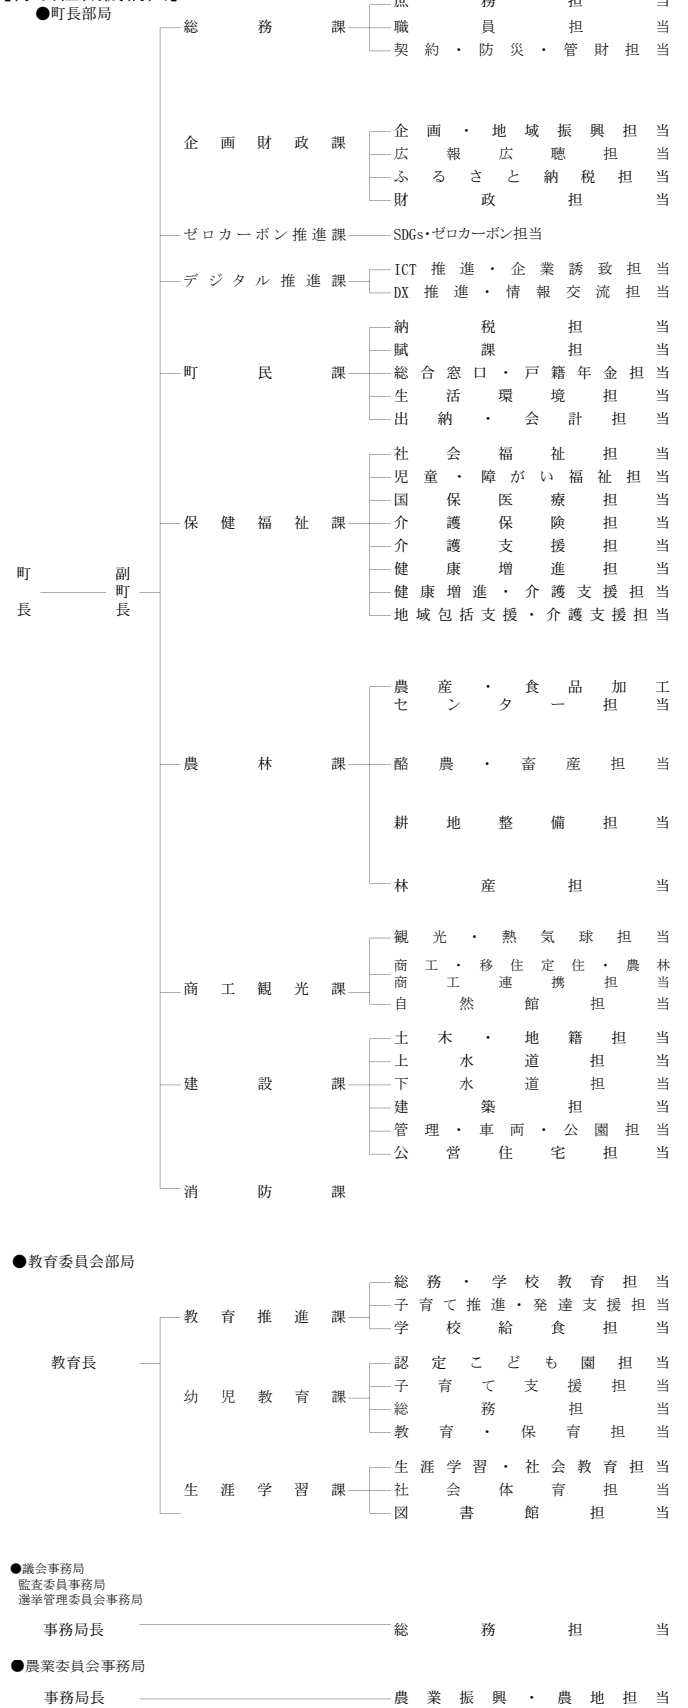 ●町長部局
総務課
庶務担当
職員担当
契約・防災・管財担当
企画財政課
企画・地域振興担当
広報広聴担当
ふるさと納税担当
財政担当
ゼロカーボン推進課
SDGs・ゼロカーボン担当
デジタル推進課
ICT推進・企業誘致担当
DX推進・情報交流担当
町民課
納税担当
賦課担当
総合窓口・戸籍年金担当
生活環境担当
出納・会計担当
保健福祉課
社会福祉担当
児童・障がい福祉担当
国保医療担当
介護保険担当
介護支援担当
健康増進担当
健康増進・介護支援担当
地域包括支援・介護支援担当
町長
副町長
農林課
農産・食品加工
センター担当
酪農・畜産担当
耕地整備担当
林産担当
商工観光課
観光・熱気球担当
商工・移住定住・農林
商工連携担当
自然館担当
建設課
土木・地籍担当
上水道担当
下水道担当
建築担当
管理・車両・公園担当
公営住宅担当
消防課
●教育委員会部局
教育長
教育推進課
総務・学校教育担当
子育て推進・発達支援担当
学校給食担当
幼児教育課
認定こども園担当
子育て支援担当
総務担当
教育・保育担当
生涯学習課
生涯学習・社会教育担当
社会体育担当
図書館担当
●議会事務局
監査委員事務局
選挙管理委員会事務局
事務局長
総務担当
●農業委員会事務局
事務局長
農業振興・農地担当